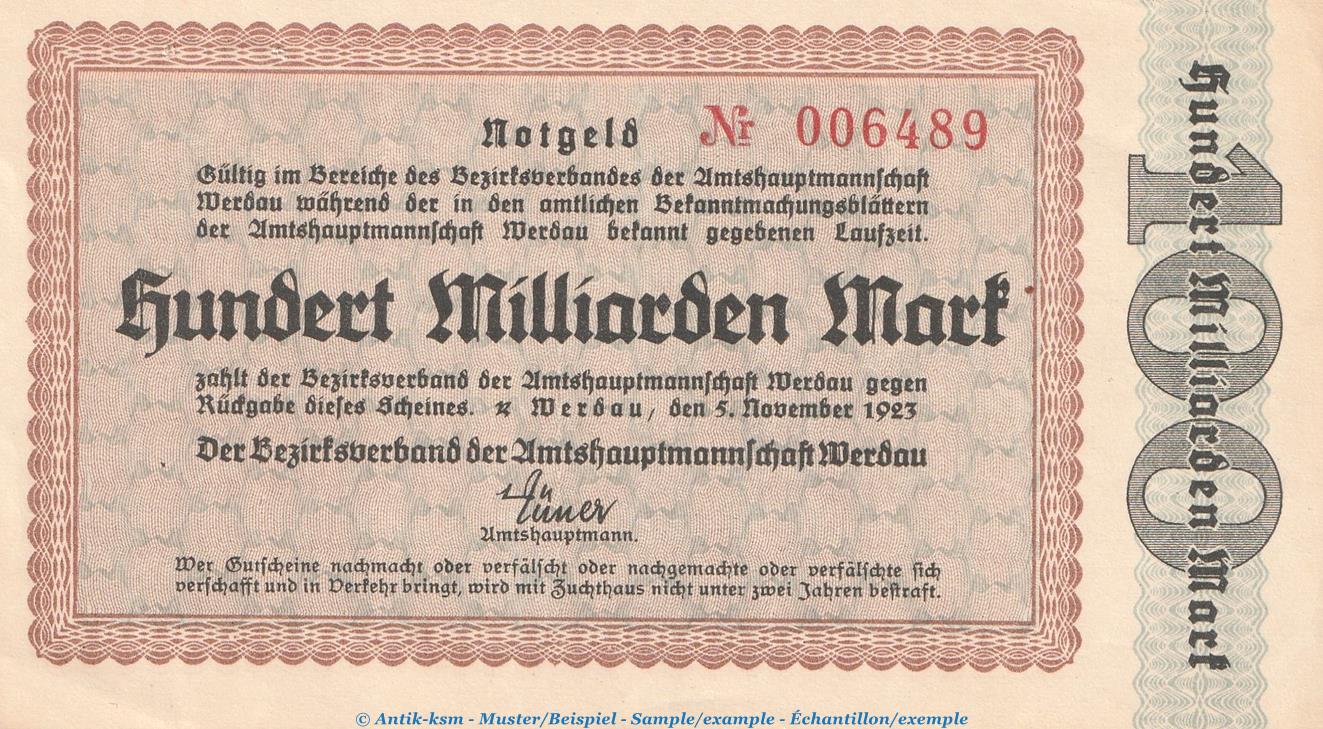 Notgeld Nr 006489
Gültig im Bereiche des Bezirksverbandes der Amtshauptmannschaft
Werdau während der in den amtlichen Bekanntmachungsblättern
der Amtshauptmannschaft Werdau bekannt gegebenen Laufzeit.
Hundert Milliarden Mark
zahlt der Bezirksverband der Amtshauptmannschaft Werdau gegen
Rückgabe dieses Scheines. Werdau, den 5. November 1923
Der Bezirksverband der Amtshauptmannschaft Werdau
Amtshauptmann.
Wer Gutscheine nachmacht oder verfälscht oder nachgemachte oder verfälschte sich
verschafft und in Verkehr bringt, wird mit Zuchthaus nicht unter zwei Jahren bestraft.
100
Hundert Milliarden Mark
© Antik-ksm - Muster/Beispiel - Sample/example - Échantillon/exemple